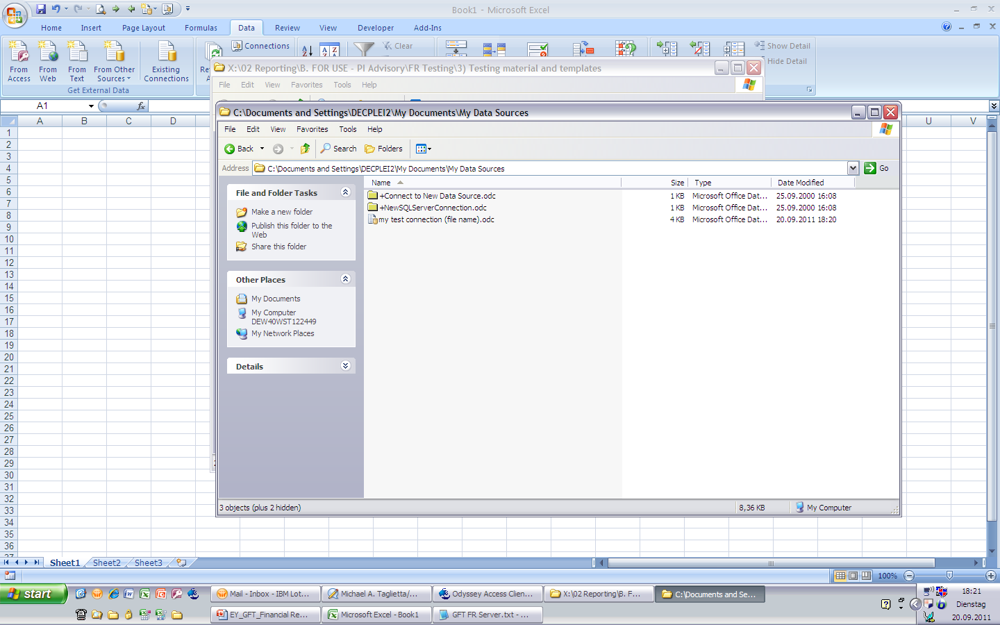 Book1 - Microsoft Excel
Home Insert Page Layout Formulas Data Review View Developer Add-Ins
From Access
From Web
From Text
From Other Sources
Existing Connections
Get External Data
Connections
Clear
Show Detail
Hide Detail
X:\02 Reporting\B. FOR USE - PI Advisory\FR Testing\3) Testing material and templates
File Edit View Favorites Tools Help
A1
fx
A B C D U V
C:\Documents and Settings\DECPLEI2\My Documents\My Data Sources
File Edit View Favorites Tools Help
Back Search Folders
Address C:\Documents and Settings\DECPLEI2\My Documents\My Data Sources Go
File and Folder Tasks
Make a new folder
Publish this folder to the
Web
Share this folder
Other Places
My Documents
My Computer
DEW40WST122449
My Network Places
Details
Name Size Type Date Modified
+Connect to New Data Source.odc 1 KB Microsoft Office Dat... 25.09.2000 16:08
+NewSQLServerConnection.odc 1 KB Microsoft Office Dat... 25.09.2000 16:08
my test connection (file name).odc 4 KB Microsoft Office Dat... 20.09.2011 18:20
3 objects (plus 2 hidden) 8,36 KB My Computer
1
2
3
4
5
6
7
8
9
10
11
12
13
14
15
16
17
18
19
20
21
22
23
24
25
26
27
28
29
30
31
32
33
34
35
36
37
Sheet1 Sheet2 Sheet3
100%
start
Mail - Inbox - IBM Lot... Michael A. Taglietta/... Odyssey Access Clien... X:\02 Reporting\B. F... C:\Documents and Se...
EY_GFT_Financial Re... Microsoft Excel - Book1 GFT FR Server.txt - ...
18:21
Dienstag
20.09.2011